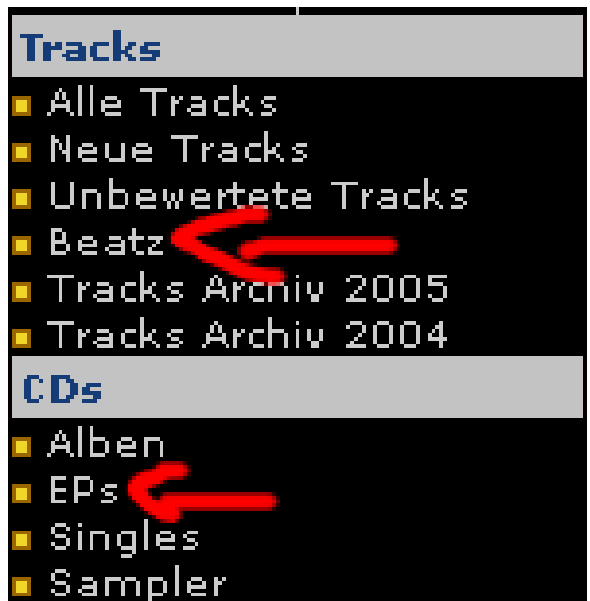 Tracks
Alle Tracks
Neue Tracks
Unbewertete Tracks
Beatz
Tracks Archiv 2005
Tracks Archiv 2004
CDs
Alben
EPs
Singles
Sampler